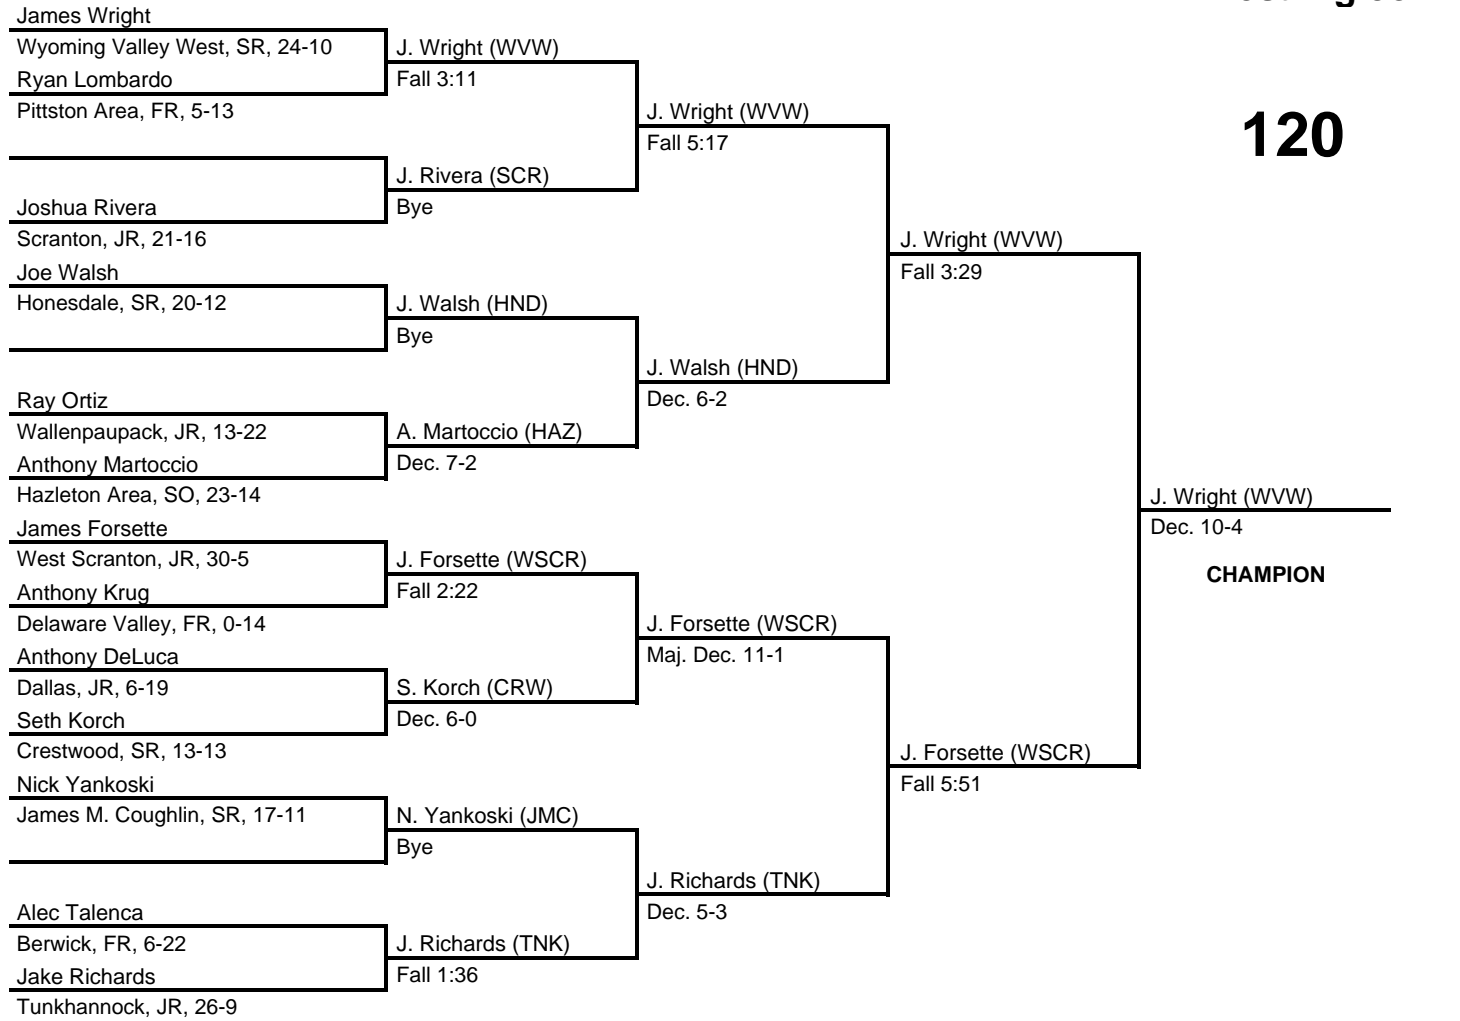 James Wright
Wyoming Valley West, SR, 24-10
Ryan Lombardo
Pittston Area, FR, 5-13
Joshua Rivera
Scranton, JR, 21-16
Joe Walsh
Honesdale, SR, 20-12
Ray Ortiz
Wallenpaupack, JR, 13-22
Anthony Martoccio
Hazleton Area, SO, 23-14
James Forsette
West Scranton, JR, 30-5
Anthony Krug
Delaware Valley, FR, 0-14
Anthony DeLuca
Dallas, JR, 6-19
Seth Korch
Crestwood, SR, 13-13
Nick Yankoski
James M. Coughlin, SR, 17-11
Alec Talenca
Berwick, FR, 6-22
Jake Richards
Tunkhannock, JR, 26-9
J. Wright (WVW)
Fall 3:11
J. Rivera (SCR)
Bye
J. Walsh (HND)
Bye
A. Martoccio (HAZ)
Dec. 7-2
J. Forsette (WSCR)
Fall 2:22
S. Korch (CRW)
Dec. 6-0
N. Yankoski (JMC)
Bye
J. Richards (TNK)
Fall 1:36
J. Wright (WVW)
Fall 5:17
J. Walsh (HND)
Dec. 6-2
J. Forsette (WSCR)
Maj. Dec. 11-1
J. Richards (TNK)
Dec. 5-3
J. Wright (WVW)
Fall 3:29
J. Forsette (WSCR)
Fall 5:51
120
J. Wright (WVW)
Dec. 10-4
CHAMPION